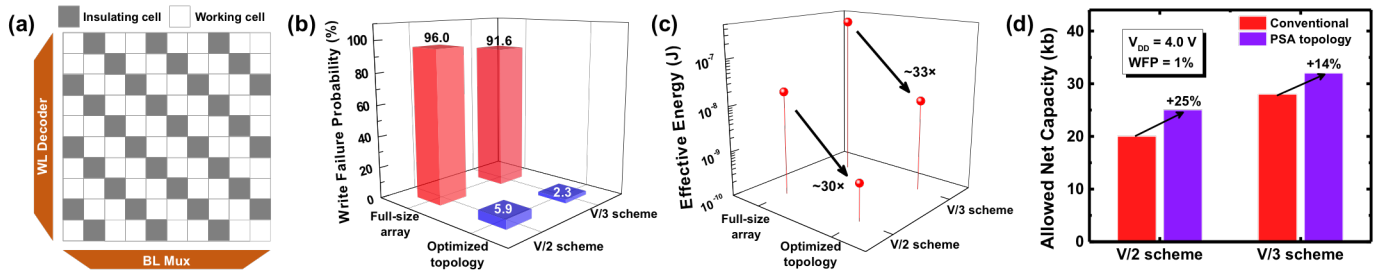 (a)
Insulating cell
Working cell
WL Decoder
BL Mux
(b)
Write Failure Probability (%)
100
80
60
40
20
0
96.0
91.6
5.9
2.3
Full-size
array
Optimized
topology
V/2 scheme
V/3 scheme
(c)
Effective Energy (J)
10⁻⁷
10⁻⁸
10⁻⁹
10⁻¹⁰
~33×
~30×
Full-size
array
Optimized
topology
V/2 scheme
V/3 scheme
(d)
Allowed Net Capacity (kb)
40
30
20
10
0
Conventional
PSA topology
V_DD = 4.0 V
WFP = 1%
+25%
+14%
V/2 scheme
V/3 scheme